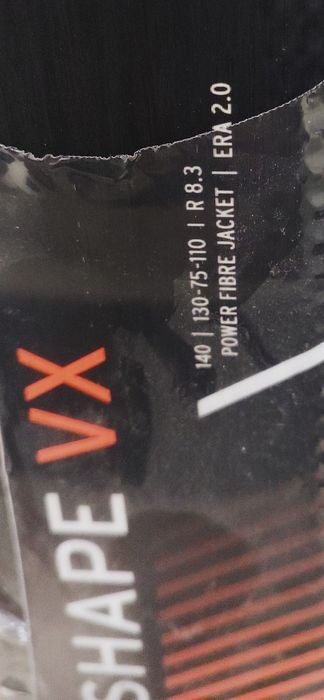 SHAPE VX
140 | 130-75-110 | R 8.3
POWER FIBRE JACKET | ERA 2.0